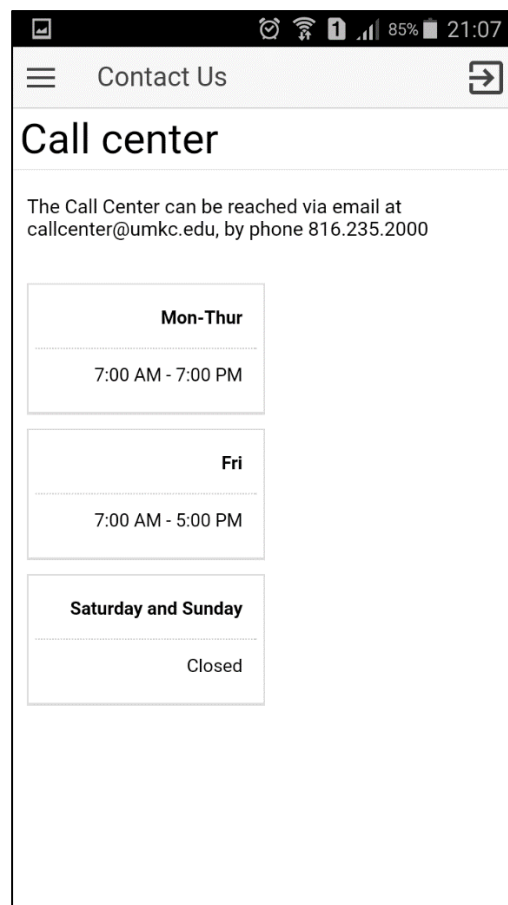 1 85% 21:07
Contact Us
Call center
The Call Center can be reached via email at
callcenter@umkc.edu, by phone 816.235.2000
Mon-Thur
7:00 AM - 7:00 PM
Fri
7:00 AM - 5:00 PM
Saturday and Sunday
Closed